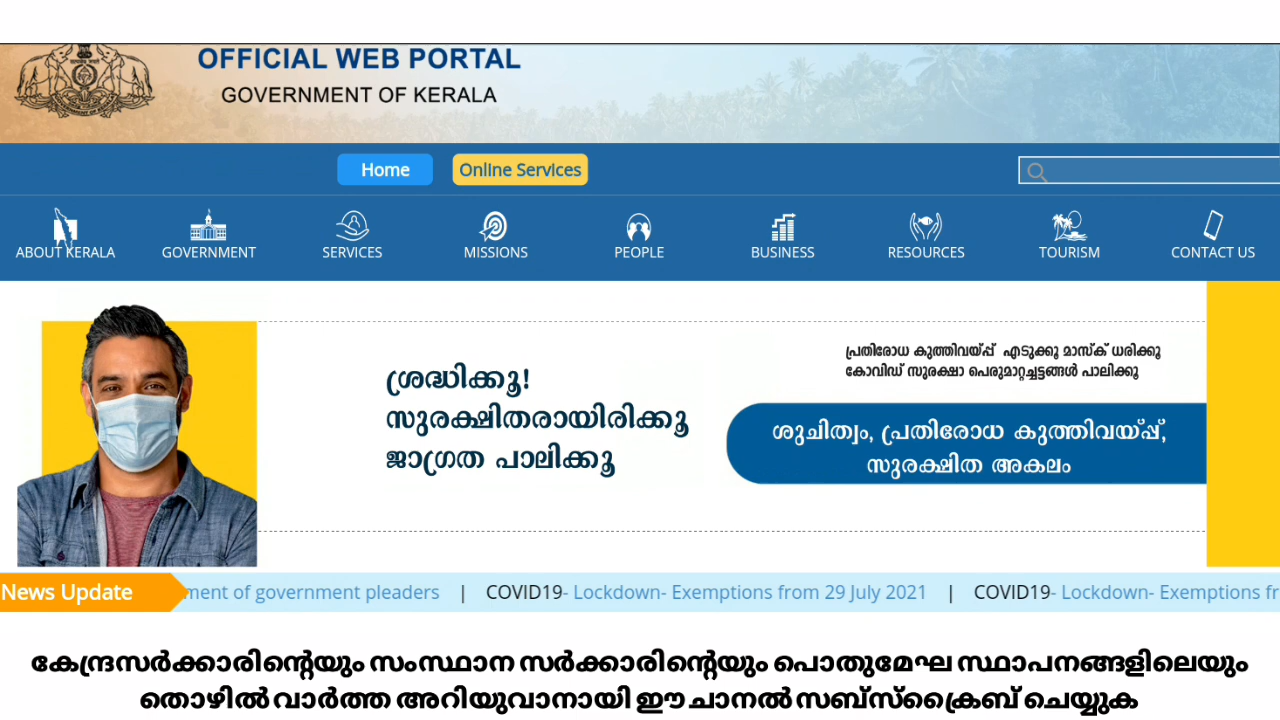 OFFICIAL WEB PORTAL
GOVERNMENT OF KERALA
Home
Online Services
ABOUT KERALA
GOVERNMENT
SERVICES
MISSIONS
PEOPLE
BUSINESS
RESOURCES
TOURISM
CONTACT US
ശ്രദ്ധിക്കൂ!
സുരക്ഷിതരായിരിക്കൂ
ജാഗ്രത പാലിക്കൂ
പ്രതിരോധ കുത്തിവയ്പ്പ് എടുക്കൂ മാസ്ക് ധരിക്കൂ
കോവിഡ് സുരക്ഷാ പെരുമാറ്റച്ചട്ടങ്ങൾ പാലിക്കൂ
ശുചിത്വം, പ്രതിരോധ കുത്തിവയ്പ്പ്,
സുരക്ഷിത അകലം
News Update
ment of government pleaders | COVID19- Lockdown- Exemptions from 29 July 2021 | COVID19- Lockdown- Exemptions fr
കേന്ദ്രസർക്കാരിന്റെയും സംസ്ഥാന സർക്കാരിന്റെയും പൊതുമേഘ സ്ഥാപനങ്ങളിലെയും
തൊഴിൽ വാർത്ത അറിയുവാനായി ഈ ചാനൽ സബ്സ്ക്രൈബ് ചെയ്യുക